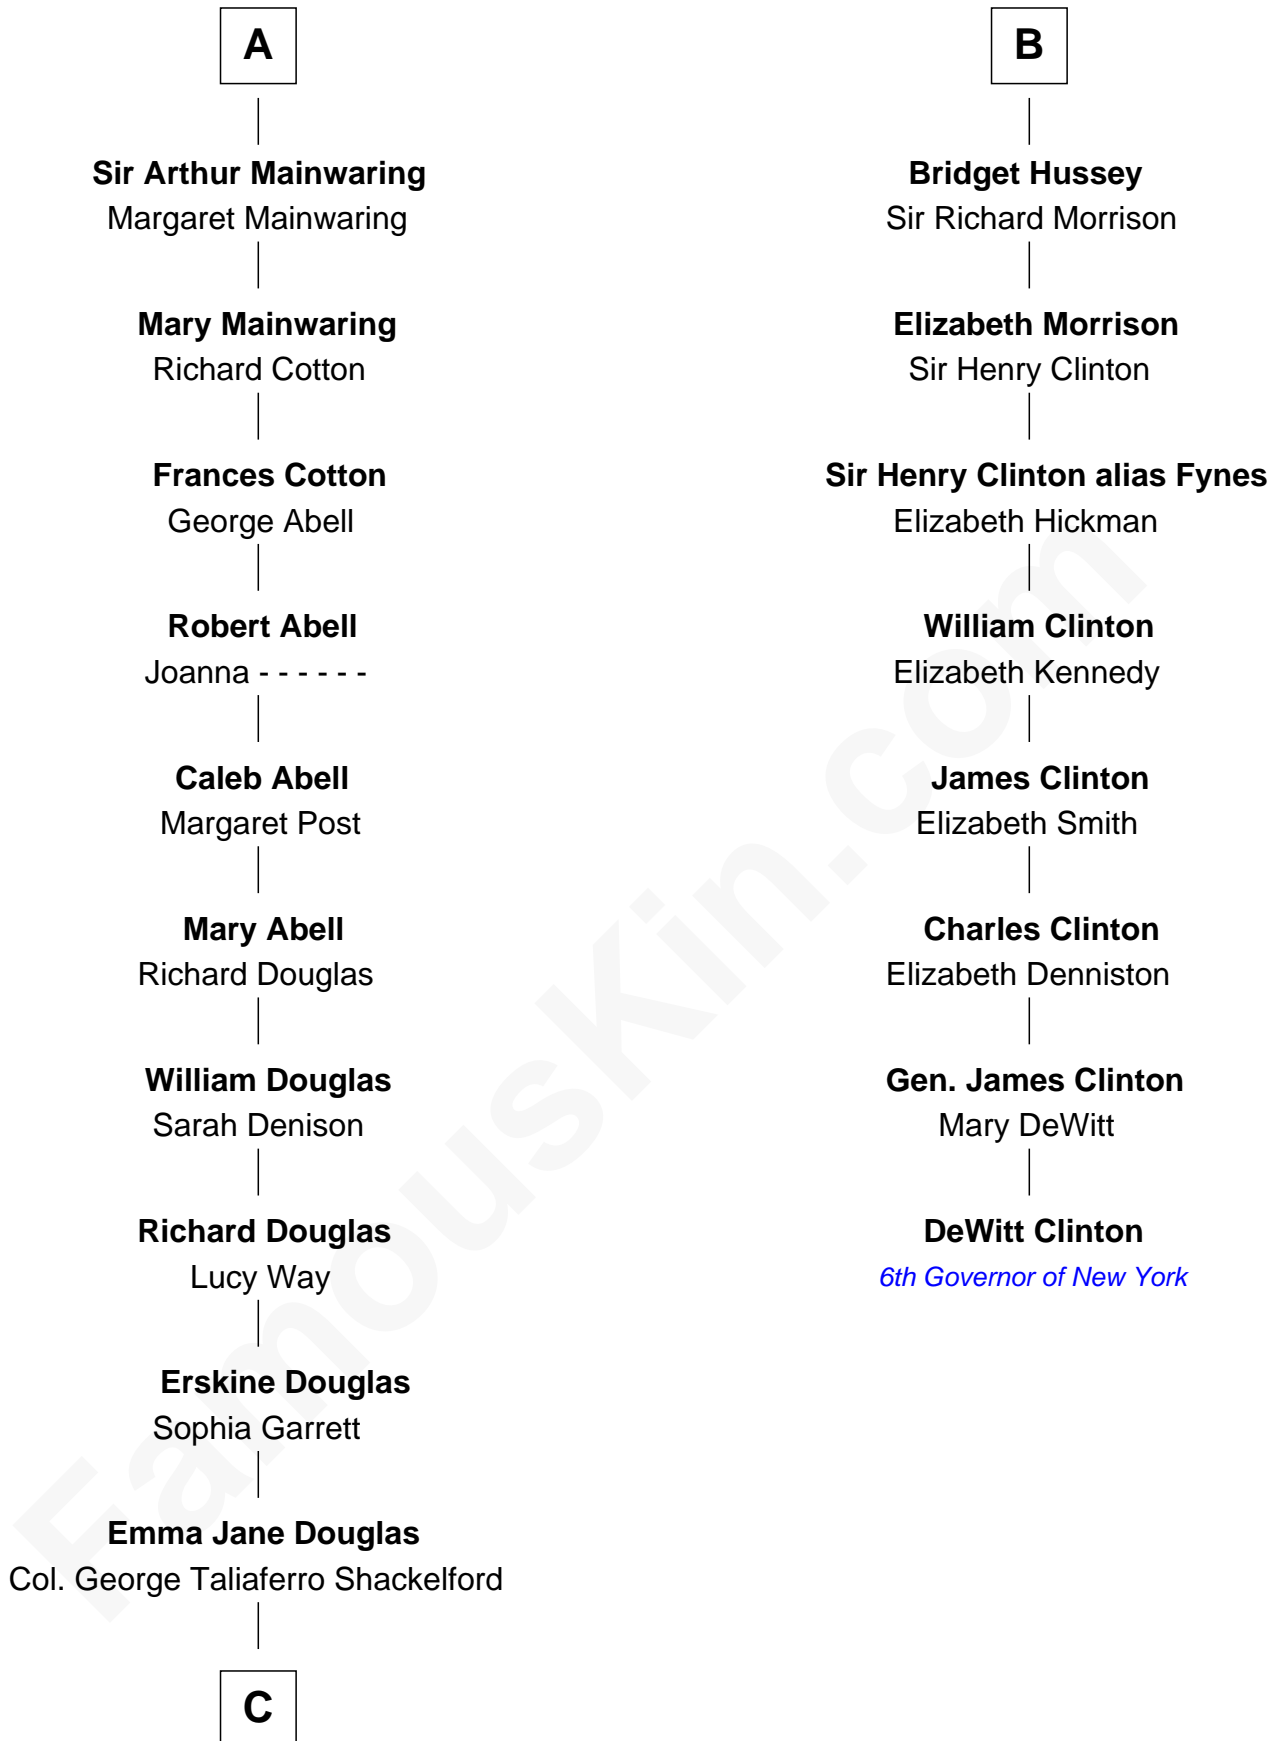 A
Sir Arthur Mainwaring
Margaret Mainwaring
Mary Mainwaring
Richard Cotton
Frances Cotton
George Abell
Robert Abell
Joanna - - - - - -
Caleb Abell
Margaret Post
Mary Abell
Richard Douglas
William Douglas
Sarah Denison
Richard Douglas
Lucy Way
Erskine Douglas
Sophia Garrett
Emma Jane Douglas
Col. George Taliaferro Shackelford
C
B
Bridget Hussey
Sir Richard Morrison
Elizabeth Morrison
Sir Henry Clinton
Sir Henry Clinton alias Fynes
Elizabeth Hickman
William Clinton
Elizabeth Kennedy
James Clinton
Elizabeth Smith
Charles Clinton
Elizabeth Denniston
Gen. James Clinton
Mary DeWitt
DeWitt Clinton
6th Governor of New York
FamousKin.com